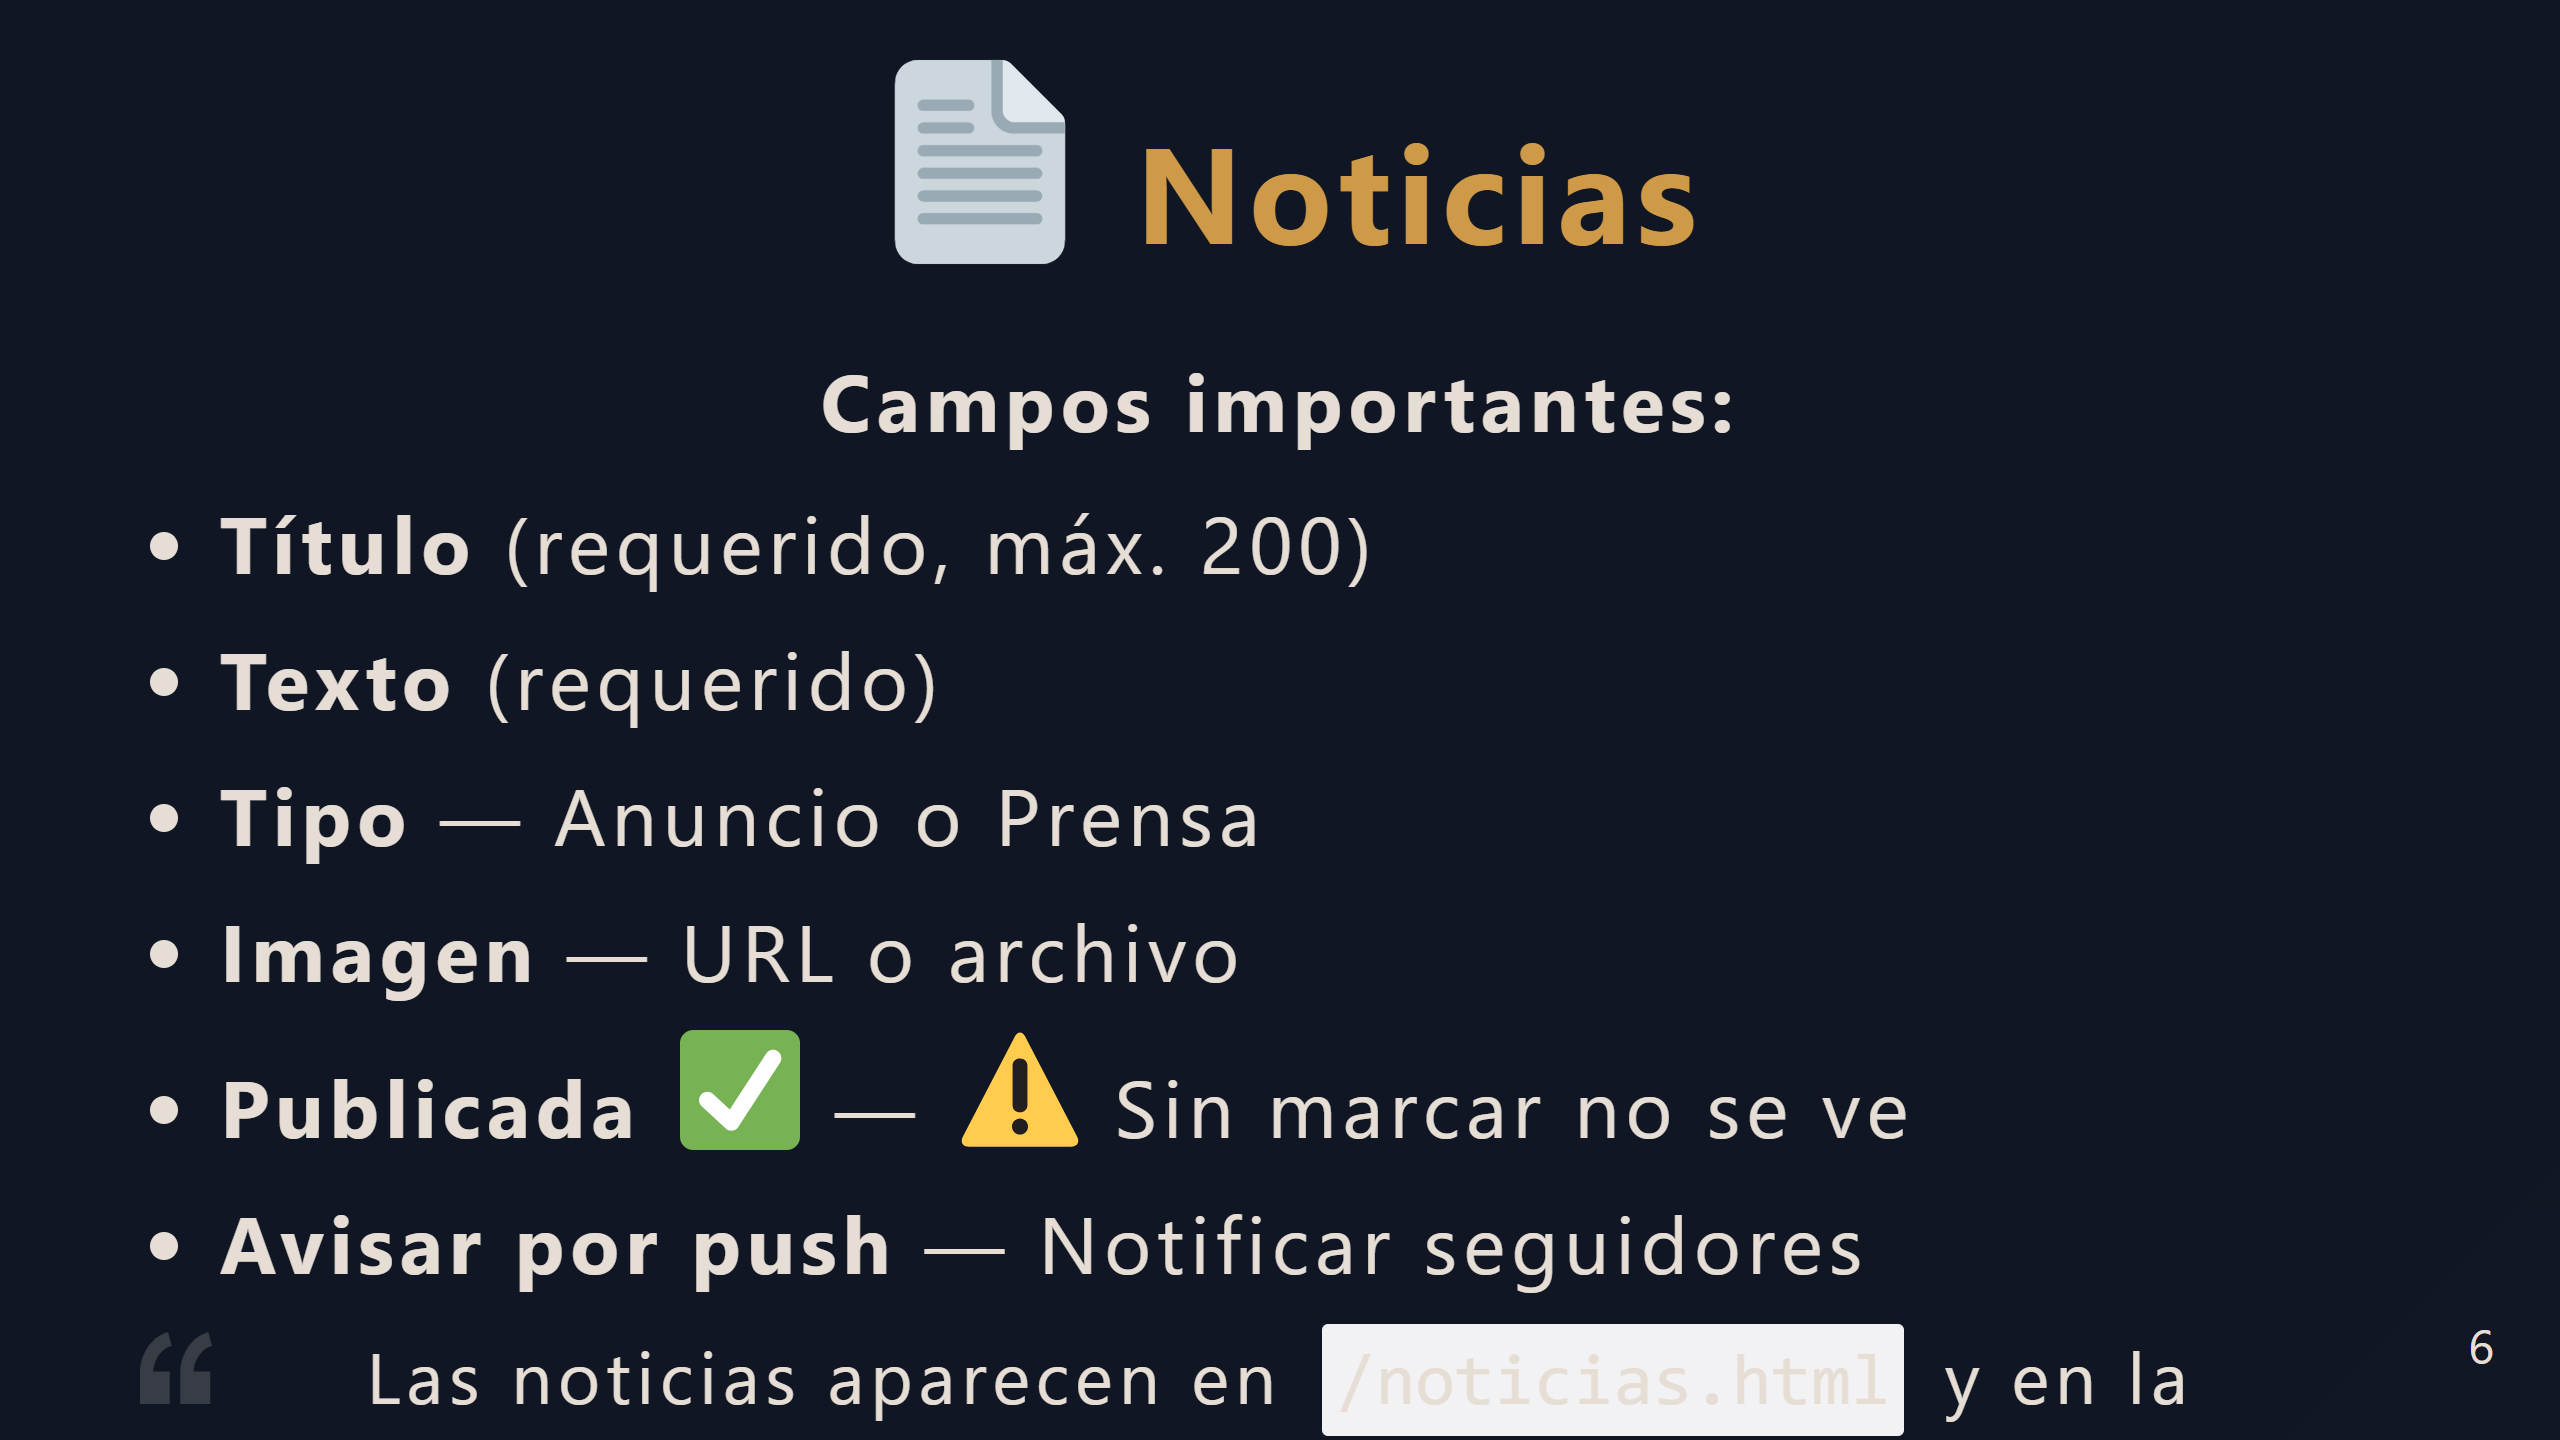 Noticias
Campos importantes:
• Título (requerido, máx. 200)
• Texto (requerido)
• Tipo — Anuncio o Prensa
• Imagen — URL o archivo
• Publicada ✅ — ⚠️ Sin marcar no se ve
• Avisar por push — Notificar seguidores
“ Las noticias aparecen en /noticias.html y en la
6